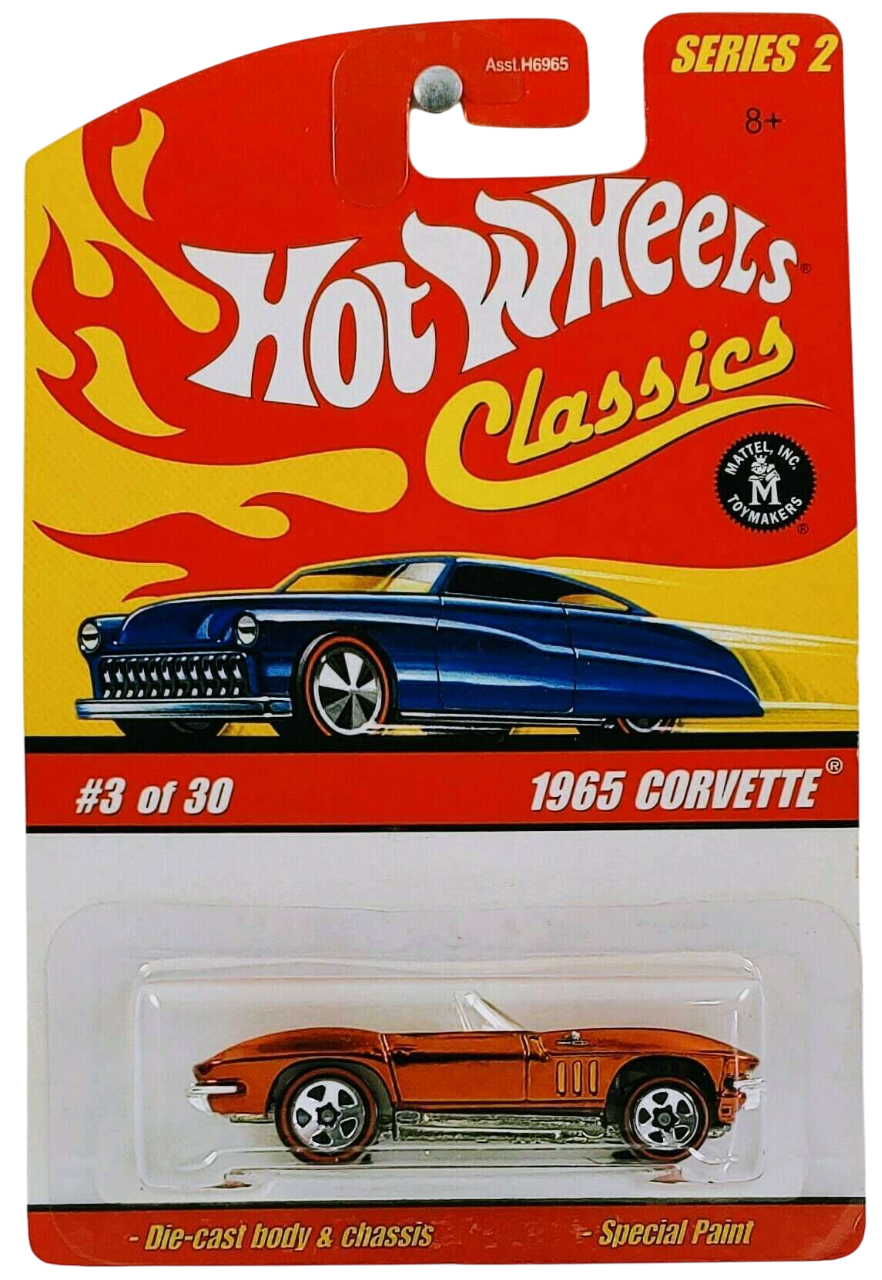 Asst.H6965
SERIES 2
8+
Hot Wheels®
Classics
MATTEL, INC.
M
TOYMAKERS
®
#3 of 30
1965 CORVETTE®
- Die-cast body & chassis
- Special Paint